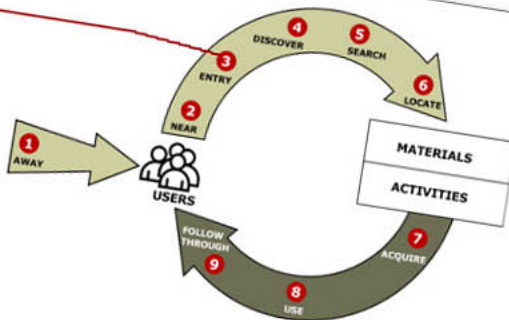 1
AWAY
2
NEAR
3
ENTRY
4
DISCOVER
5
SEARCH
6
LOCATE
MATERIALS
ACTIVITIES
7
ACQUIRE
8
USE
9
FOLLOW
THROUGH
USERS